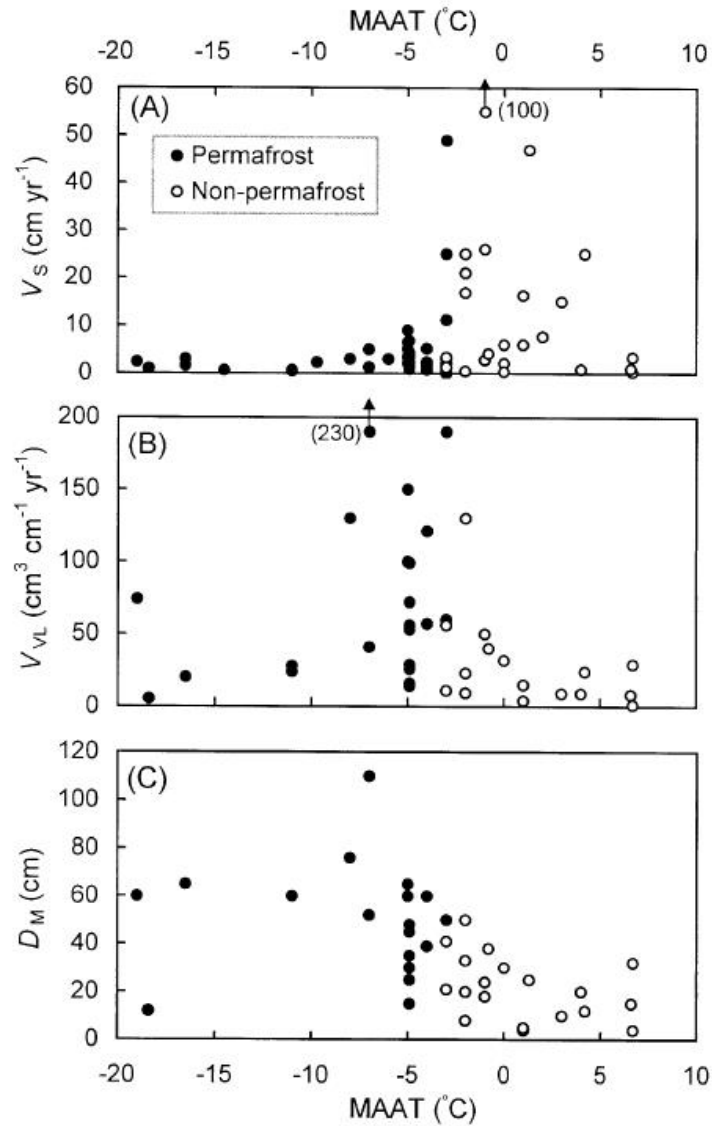 MAAT (°C)
-20 -15 -10 -5 0 5 10
(A)
(100)
Permafrost
Non-permafrost
V_S (cm yr⁻¹)
60
50
40
30
20
10
0
(B)
(230)
V_VL (cm³ cm⁻¹ yr⁻¹)
200
150
100
50
0
(C)
D_M (cm)
120
100
80
60
40
20
0
-20 -15 -10 -5 0 5 10
MAAT (°C)